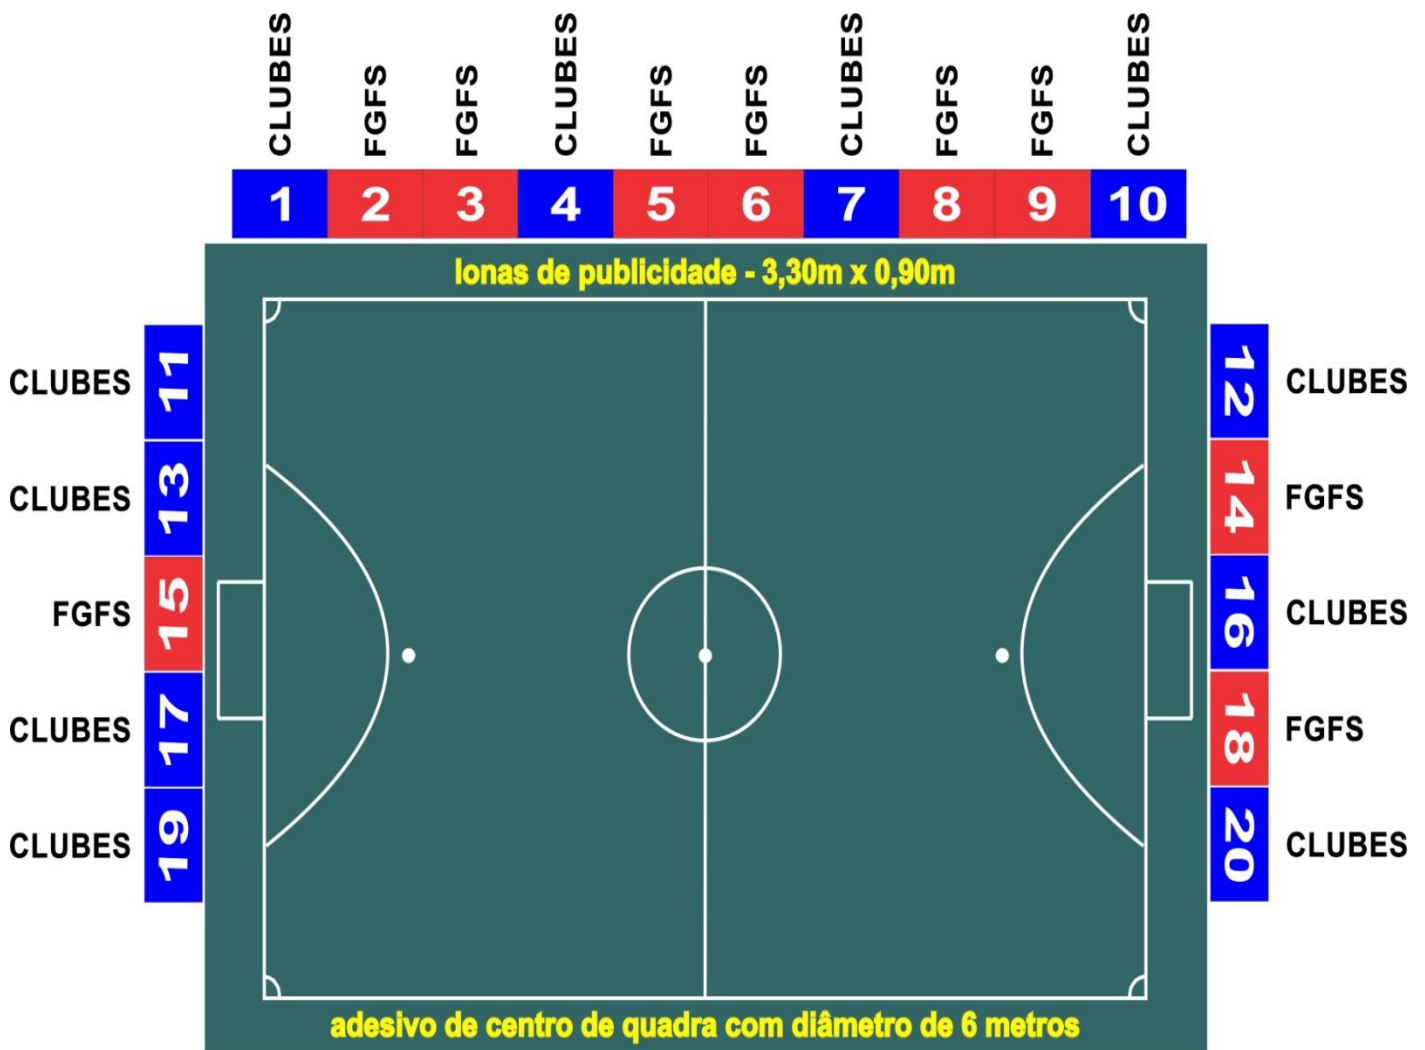 CLUBES FGFS FGFS CLUBES FGFS FGFS CLUBES FGFS FGFS CLUBES
1 2 3 4 5 6 7 8 9 10
lonas de publicidade - 3,30m x 0,90m
CLUBES 11
12 CLUBES
CLUBES 13
14 FGFS
FGFS 15
16 CLUBES
CLUBES 17
18 FGFS
CLUBES 19
20 CLUBES
adesivo de centro de quadra com diâmetro de 6 metros